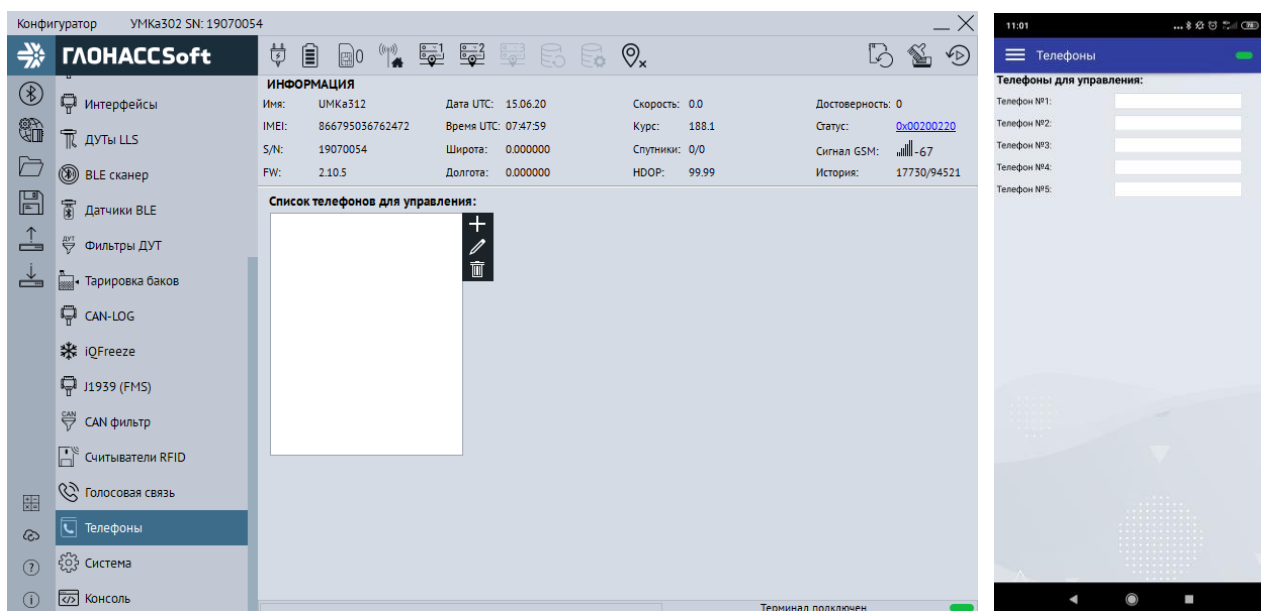 Конфигуратор УМКа302 SN: 19070054
ГЛОНАССSoft
0
1
2
ИНФОРМАЦИЯ
Имя: UMKa312 Дата UTC: 15.06.20 Скорость: 0.0 Достоверность: 0
IMEI: 866795036762472 Время UTC: 07:47:59 Курс: 188.1 Статус: 0x00200220
S/N: 19070054 Широта: 0.000000 Спутники: 0/0 Сигнал GSM: -67
FW: 2.10.5 Долгота: 0.000000 HDOP: 99.99 История: 17730/94521
Интерфейсы
ДУТы LLS
BLE сканер
Датчики BLE
Фильтры ДУТ
Тарировка баков
CAN-LOG
iQFreeze
J1939 (FMS)
CAN фильтр
Считыватели RFID
Голосовая связь
Телефоны
Система
Консоль
Список телефонов для управления:
Терминал подключен
11:01
Телефоны
Телефоны для управления:
Телефон №1:
Телефон №2:
Телефон №3:
Телефон №4:
Телефон №5: